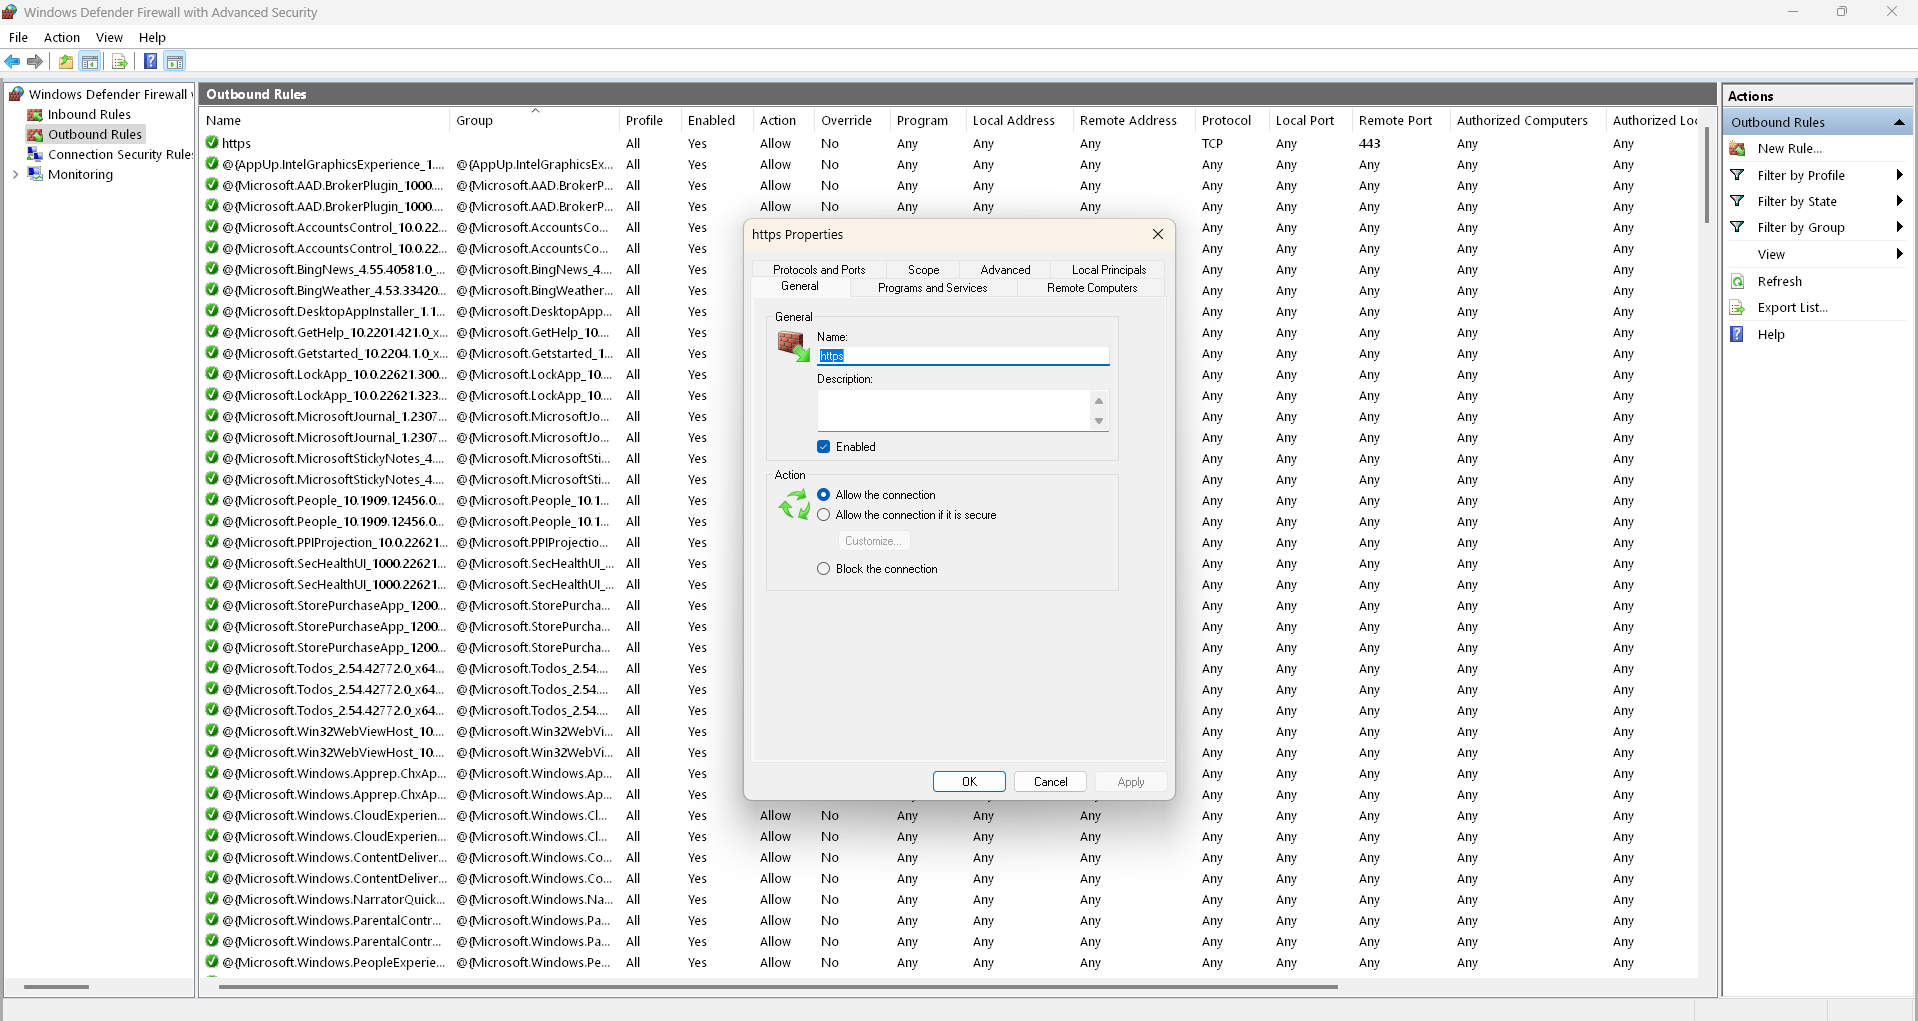 Windows Defender Firewall with Advanced Security
File Action View Help
Windows Defender Firewall
Inbound Rules
Outbound Rules
Connection Security Rules
Monitoring
Outbound Rules
Name Group Profile Enabled Action Override Program Local Address Remote Address Protocol Local Port Remote Port Authorized Computers Authorized Loc
https All Yes Allow No Any Any Any TCP Any 443 Any Any
@{AppUp.IntelGraphicsExperience_1.... @{AppUp.IntelGraphicsEx... All Yes Allow No Any Any Any Any Any Any Any Any
@{Microsoft.AAD.BrokerPlugin_1000.... @{Microsoft.AAD.BrokerP... All Yes Allow No Any Any Any Any Any Any Any Any
@{Microsoft.AAD.BrokerPlugin_1000.... @{Microsoft.AAD.BrokerP... All Yes Allow No Any Any Any Any Any Any Any Any
@{Microsoft.AccountsControl_10.0.22... @{Microsoft.AccountsCo... All Yes Any Any Any Any Any
@{Microsoft.AccountsControl_10.0.22... @{Microsoft.AccountsCo... All Yes Any Any Any Any Any
@{Microsoft.BingNews_4.55.40581.0_... @{Microsoft.BingNews_4.... All Yes Any Any Any Any Any
@{Microsoft.BingWeather_4.53.33420... @{Microsoft.BingWeather... All Yes Any Any Any Any Any
@{Microsoft.DesktopAppInstaller_1.1... @{Microsoft.DesktopApp... All Yes Any Any Any Any Any
@{Microsoft.GetHelp_10.2201.421.0_x... @{Microsoft.GetHelp_10.... All Yes Any Any Any Any Any
@{Microsoft.Getstarted_10.2204.1.0_x... @{Microsoft.Getstarted_1... All Yes Any Any Any Any Any
@{Microsoft.LockApp_10.0.22621.300... @{Microsoft.LockApp_10.... All Yes Any Any Any Any Any
@{Microsoft.LockApp_10.0.22621.323... @{Microsoft.LockApp_10.... All Yes Any Any Any Any Any
@{Microsoft.MicrosoftJournal_1.2307... @{Microsoft.MicrosoftJo... All Yes Any Any Any Any Any
@{Microsoft.MicrosoftJournal_1.2307... @{Microsoft.MicrosoftJo... All Yes Any Any Any Any Any
@{Microsoft.MicrosoftStickyNotes_4.... @{Microsoft.MicrosoftSti... All Yes Any Any Any Any Any
@{Microsoft.MicrosoftStickyNotes_4.... @{Microsoft.MicrosoftSti... All Yes Any Any Any Any Any
@{Microsoft.People_10.1909.12456.0... @{Microsoft.People_10.1... All Yes Any Any Any Any Any
@{Microsoft.People_10.1909.12456.0... @{Microsoft.People_10.1... All Yes Any Any Any Any Any
@{Microsoft.PPIProjection_10.0.22621... @{Microsoft.PPIProjectio... All Yes Any Any Any Any Any
@{Microsoft.SecHealthUI_1000.22621... @{Microsoft.SecHealthUI_... All Yes Any Any Any Any Any
@{Microsoft.SecHealthUI_1000.22621... @{Microsoft.SecHealthUI_... All Yes Any Any Any Any Any
@{Microsoft.StorePurchaseApp_1200... @{Microsoft.StorePurcha... All Yes Any Any Any Any Any
@{Microsoft.StorePurchaseApp_1200... @{Microsoft.StorePurcha... All Yes Any Any Any Any Any
@{Microsoft.StorePurchaseApp_1200... @{Microsoft.StorePurcha... All Yes Any Any Any Any Any
@{Microsoft.Todos_2.54.42772.0_x64... @{Microsoft.Todos_2.54.... All Yes Any Any Any Any Any
@{Microsoft.Todos_2.54.42772.0_x64... @{Microsoft.Todos_2.54.... All Yes Any Any Any Any Any
@{Microsoft.Todos_2.54.42772.0_x64... @{Microsoft.Todos_2.54.... All Yes Any Any Any Any Any
@{Microsoft.Win32WebViewHost_10.... @{Microsoft.Win32WebVi... All Yes Any Any Any Any Any
@{Microsoft.Win32WebViewHost_10.... @{Microsoft.Win32WebVi... All Yes Any Any Any Any Any
@{Microsoft.Windows.Apprep.ChxAp... @{Microsoft.Windows.Ap... All Yes Any Any Any Any Any
@{Microsoft.Windows.Apprep.ChxAp... @{Microsoft.Windows.Ap... All Yes Any Any Any Any Any
@{Microsoft.Windows.CloudExperien... @{Microsoft.Windows.Cl... All Yes Allow No Any Any Any Any Any Any Any Any
@{Microsoft.Windows.CloudExperien... @{Microsoft.Windows.Cl... All Yes Allow No Any Any Any Any Any Any Any Any
@{Microsoft.Windows.ContentDeliver... @{Microsoft.Windows.Co... All Yes Allow No Any Any Any Any Any Any Any Any
@{Microsoft.Windows.ContentDeliver... @{Microsoft.Windows.Co... All Yes Allow No Any Any Any Any Any Any Any Any
@{Microsoft.Windows.NarratorQuick... @{Microsoft.Windows.Na... All Yes Allow No Any Any Any Any Any Any Any Any
@{Microsoft.Windows.ParentalContr... @{Microsoft.Windows.Pa... All Yes Allow No Any Any Any Any Any Any Any Any
@{Microsoft.Windows.ParentalContr... @{Microsoft.Windows.Pa... All Yes Allow No Any Any Any Any Any Any Any Any
@{Microsoft.Windows.PeopleExperie... @{Microsoft.Windows.Pe... All Yes Allow No Any Any Any Any Any Any Any Any
https Properties
Protocols and Ports Scope Advanced Local Principals
General Programs and Services Remote Computers
General
Name:
https
Description:
Enabled
Action
Allow the connection
Allow the connection if it is secure
Customize...
Block the connection
OK Cancel Apply
Actions
Outbound Rules
New Rule...
Filter by Profile
Filter by State
Filter by Group
View
Refresh
Export List...
Help